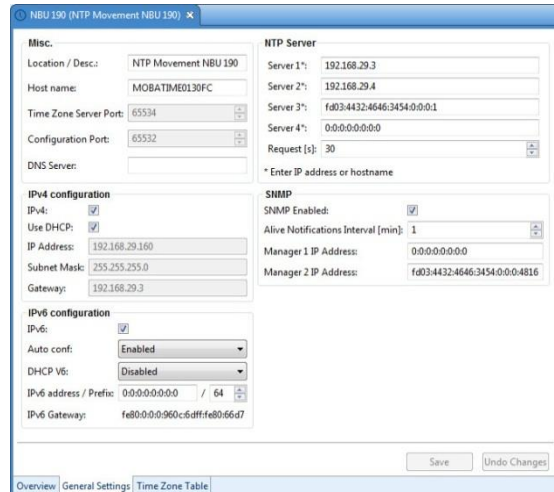 NBU 190 (NTP Movement NBU 190)
Misc.
Location / Desc.: NTP Movement NBU 190
Host name: MOBATIME0130FC
Time Zone Server Port: 65534
Configuration Port: 65532
DNS Server:
IPv4 configuration
IPv4:
Use DHCP:
IP Address: 192.168.29.160
Subnet Mask: 255.255.255.0
Gateway: 192.168.29.3
IPv6 configuration
IPv6:
Auto conf: Enabled
DHCP V6: Disabled
IPv6 address / Prefix: 0:0:0:0:0:0:0:0 / 64
IPv6 Gateway: fe80:0:0:0:960c:6dff:fe80:66d7
NTP Server
Server 1*: 192.168.29.3
Server 2*: 192.168.29.4
Server 3*: fd03:4432:4646:3454:0:0:0:1
Server 4*: 0:0:0:0:0:0:0:0
Request [s]: 30
* Enter IP address or hostname
SNMP
SNMP Enabled:
Alive Notifications Interval [min]: 1
Manager 1 IP Address: 0:0:0:0:0:0:0:0
Manager 2 IP Address: fd03:4432:4646:3454:0:0:0:4816
Save Undo Changes
Overview General Settings Time Zone Table